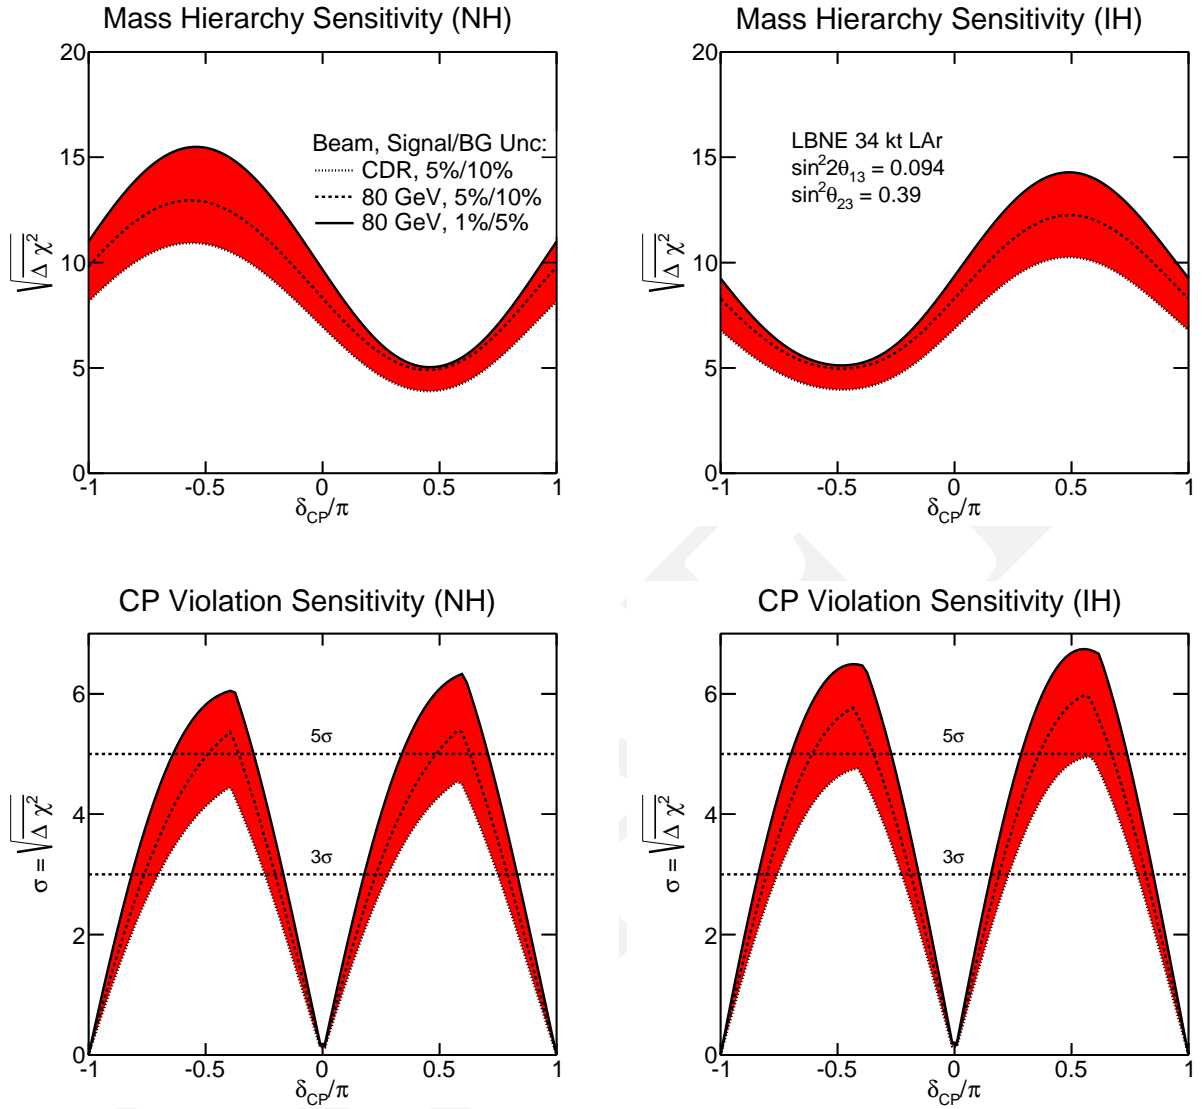 Mass Hierarchy Sensitivity (NH)
20
15
10
5
0
-1 -0.5 0 0.5 1
δCP/π
√Δχ²
Beam, Signal/BG Unc:
CDR, 5%/10%
80 GeV, 5%/10%
80 GeV, 1%/5%
Mass Hierarchy Sensitivity (IH)
20
15
10
5
0
-1 -0.5 0 0.5 1
δCP/π
√Δχ²
LBNE 34 kt LAr
sin²2θ13 = 0.094
sin²θ23 = 0.39
CP Violation Sensitivity (NH)
6
4
2
0
-1 -0.5 0 0.5 1
δCP/π
σ = √Δχ²
5σ
3σ
CP Violation Sensitivity (IH)
6
4
2
0
-1 -0.5 0 0.5 1
δCP/π
σ = √Δχ²
5σ
3σ